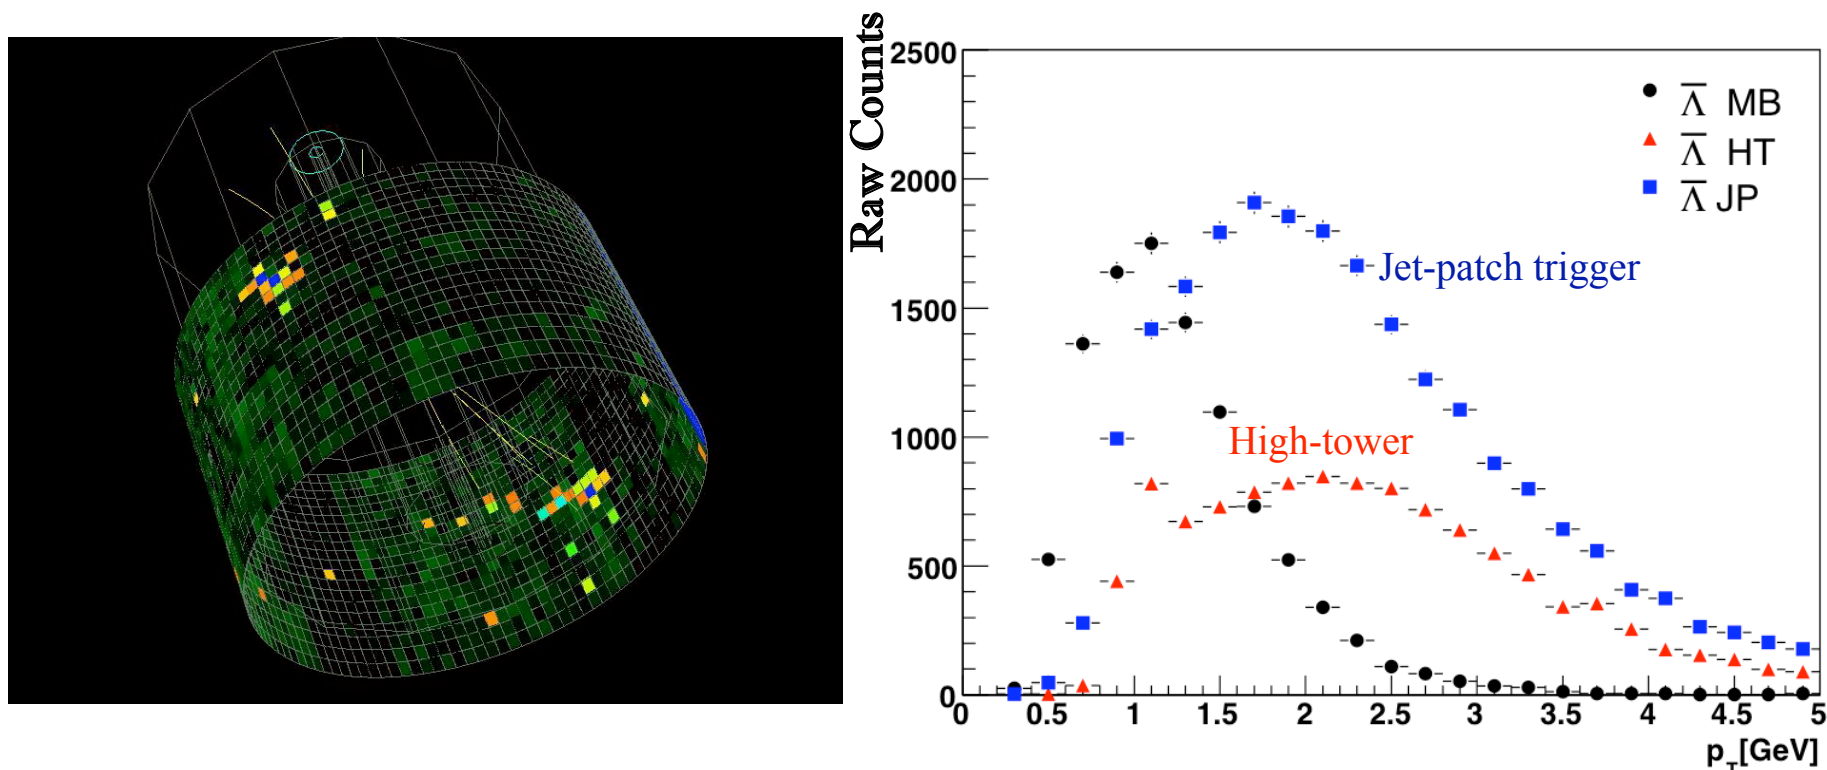 Raw Counts
2500
2000
1500
1000
500
0
Λ̅ MB
Λ̅ HT
Λ̅ JP
Jet-patch trigger
High-tower
0 0.5 1 1.5 2 2.5 3 3.5 4 4.5 5
p_T[GeV]